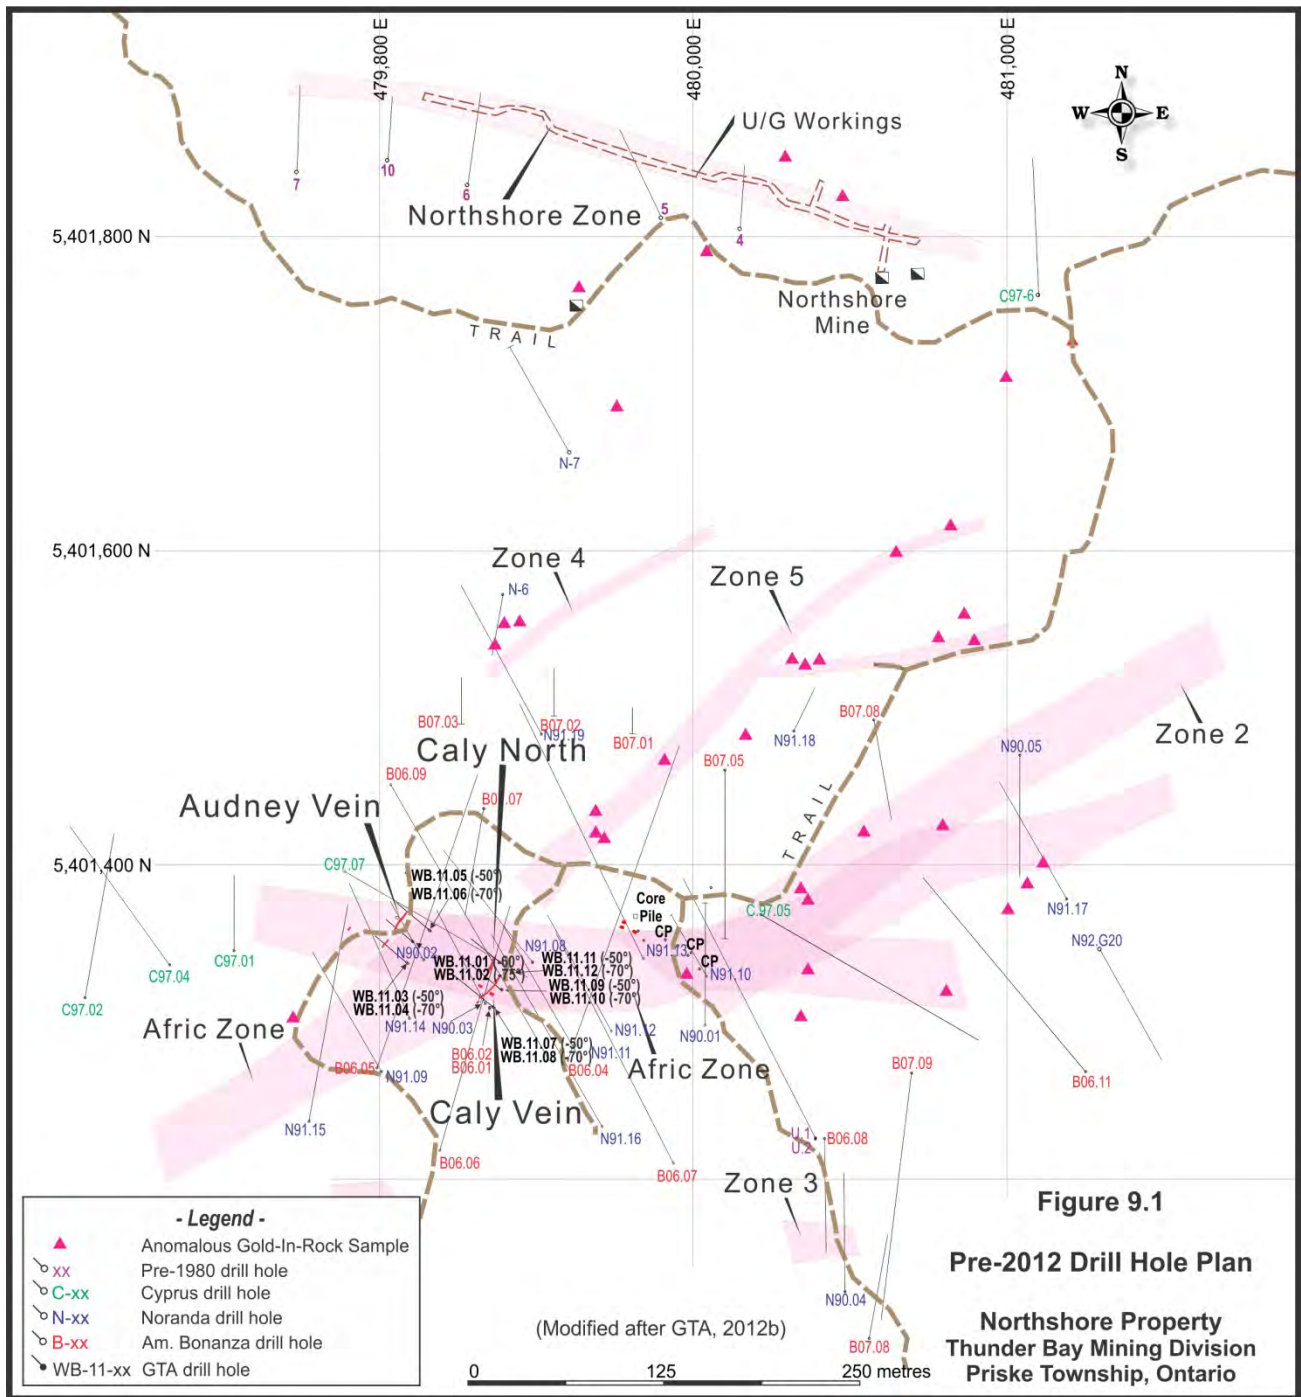 479,800 E
480,000 E
481,000 E
N
W E
S
U/G Workings
7
10
6
5
4
Northshore Zone
5,401,800 N
Northshore
Mine
C97-6
TRAIL
N-7
5,401,600 N
Zone 4
Zone 5
N-6
Zone 2
B07.03
B07.02
N91.19
B07.01
N91.18
B07.08
N90.05
B07.05
Caly North
B06.09
Audney Vein
TRAIL
5,401,400 N
C97.07
WB.11.05 (-50°)
WB.11.06 (-70°)
Core
Pile
CP
CP
CP
C.97.05
N91.17
N92.G20
C97.04
C97.01
C97.02
N90.02
N91.08
N91.13
N91.10
WB.11.01 (-60°)
WB.11.02 (-75°)
WB.11.11 (-50°)
WB.11.12 (-70°)
WB.11.09 (-50°)
WB.11.10 (-70°)
WB.11.03 (-50°)
WB.11.04 (-70°)
N91.14
N90.03
N91.12
N90.01
Afric Zone
WB.11.07 (-50°)
WB.11.08 (-70°)
B06.02
B06.01
N91.11
B06.04
Afric Zone
B06.05
N91.09
B07.09
B06.11
Caly Vein
N91.15
N91.16
U.1
U.2
B06.08
B06.06
B06.07
Zone 3
N90.04
B07.08
- Legend -
Anomalous Gold-In-Rock Sample
xx Pre-1980 drill hole
C-xx Cyprus drill hole
N-xx Noranda drill hole
B-xx Am. Bonanza drill hole
WB-11-xx GTA drill hole
(Modified after GTA, 2012b)
0 125 250 metres
Figure 9.1
Pre-2012 Drill Hole Plan
Northshore Property
Thunder Bay Mining Division
Priske Township, Ontario